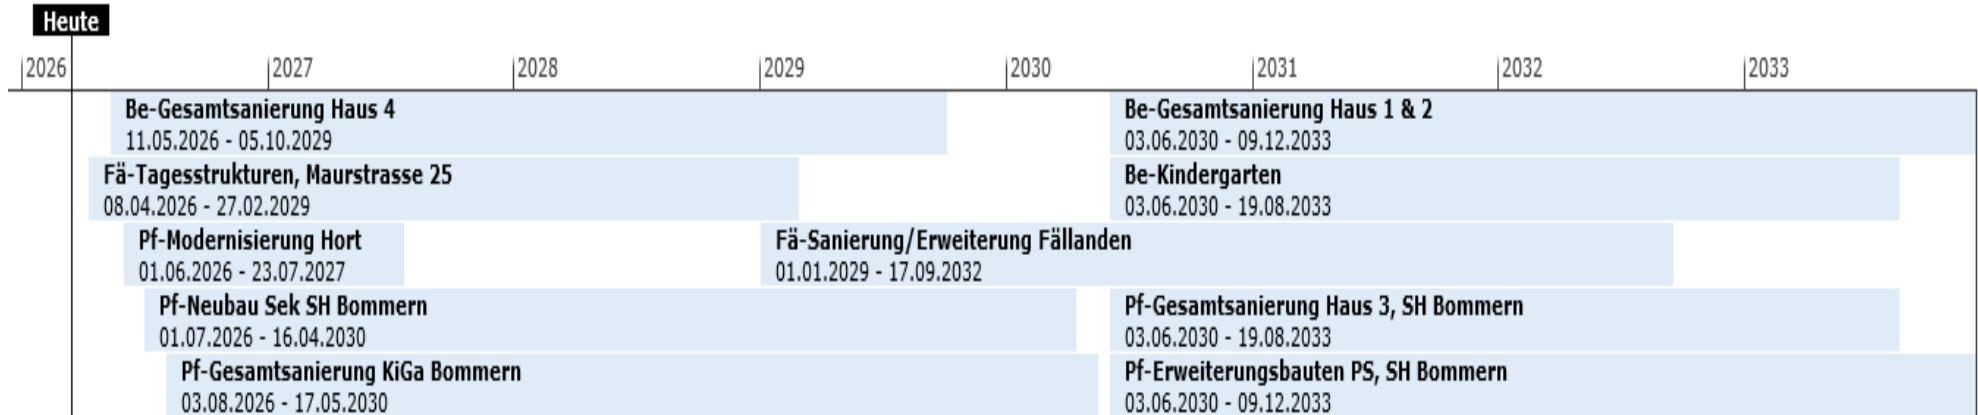 Heute
2026 2027 2028 2029 2030 2031 2032 2033
Be-Gesamtsanierung Haus 4
11.05.2026 - 05.10.2029
Be-Gesamtsanierung Haus 1 & 2
03.06.2030 - 09.12.2033
Fä-Tagesstrukturen, Maurstrasse 25
08.04.2026 - 27.02.2029
Be-Kindergarten
03.06.2030 - 19.08.2033
Pf-Modernisierung Hort
01.06.2026 - 23.07.2027
Fä-Sanierung/Erweiterung Fällanden
01.01.2029 - 17.09.2032
Pf-Neubau Sek SH Bommern
01.07.2026 - 16.04.2030
Pf-Gesamtsanierung Haus 3, SH Bommern
03.06.2030 - 19.08.2033
Pf-Gesamtsanierung KiGa Bommern
03.08.2026 - 17.05.2030
Pf-Erweiterungsbauten PS, SH Bommern
03.06.2030 - 09.12.2033